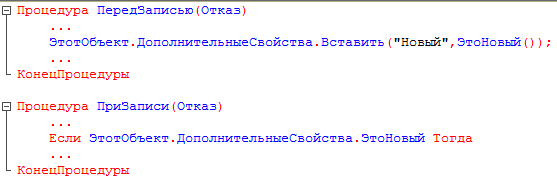 Процедура ПередЗаписью(Отказ)
...
ЭтотОбъект.ДополнительныеСвойства.Вставить("Новый",ЭтоНовый());
...
КонецПроцедуры
Процедура ПриЗаписи(Отказ)
...
Если ЭтотОбъект.ДополнительныеСвойства.ЭтоНовый Тогда
...
КонецПроцедуры